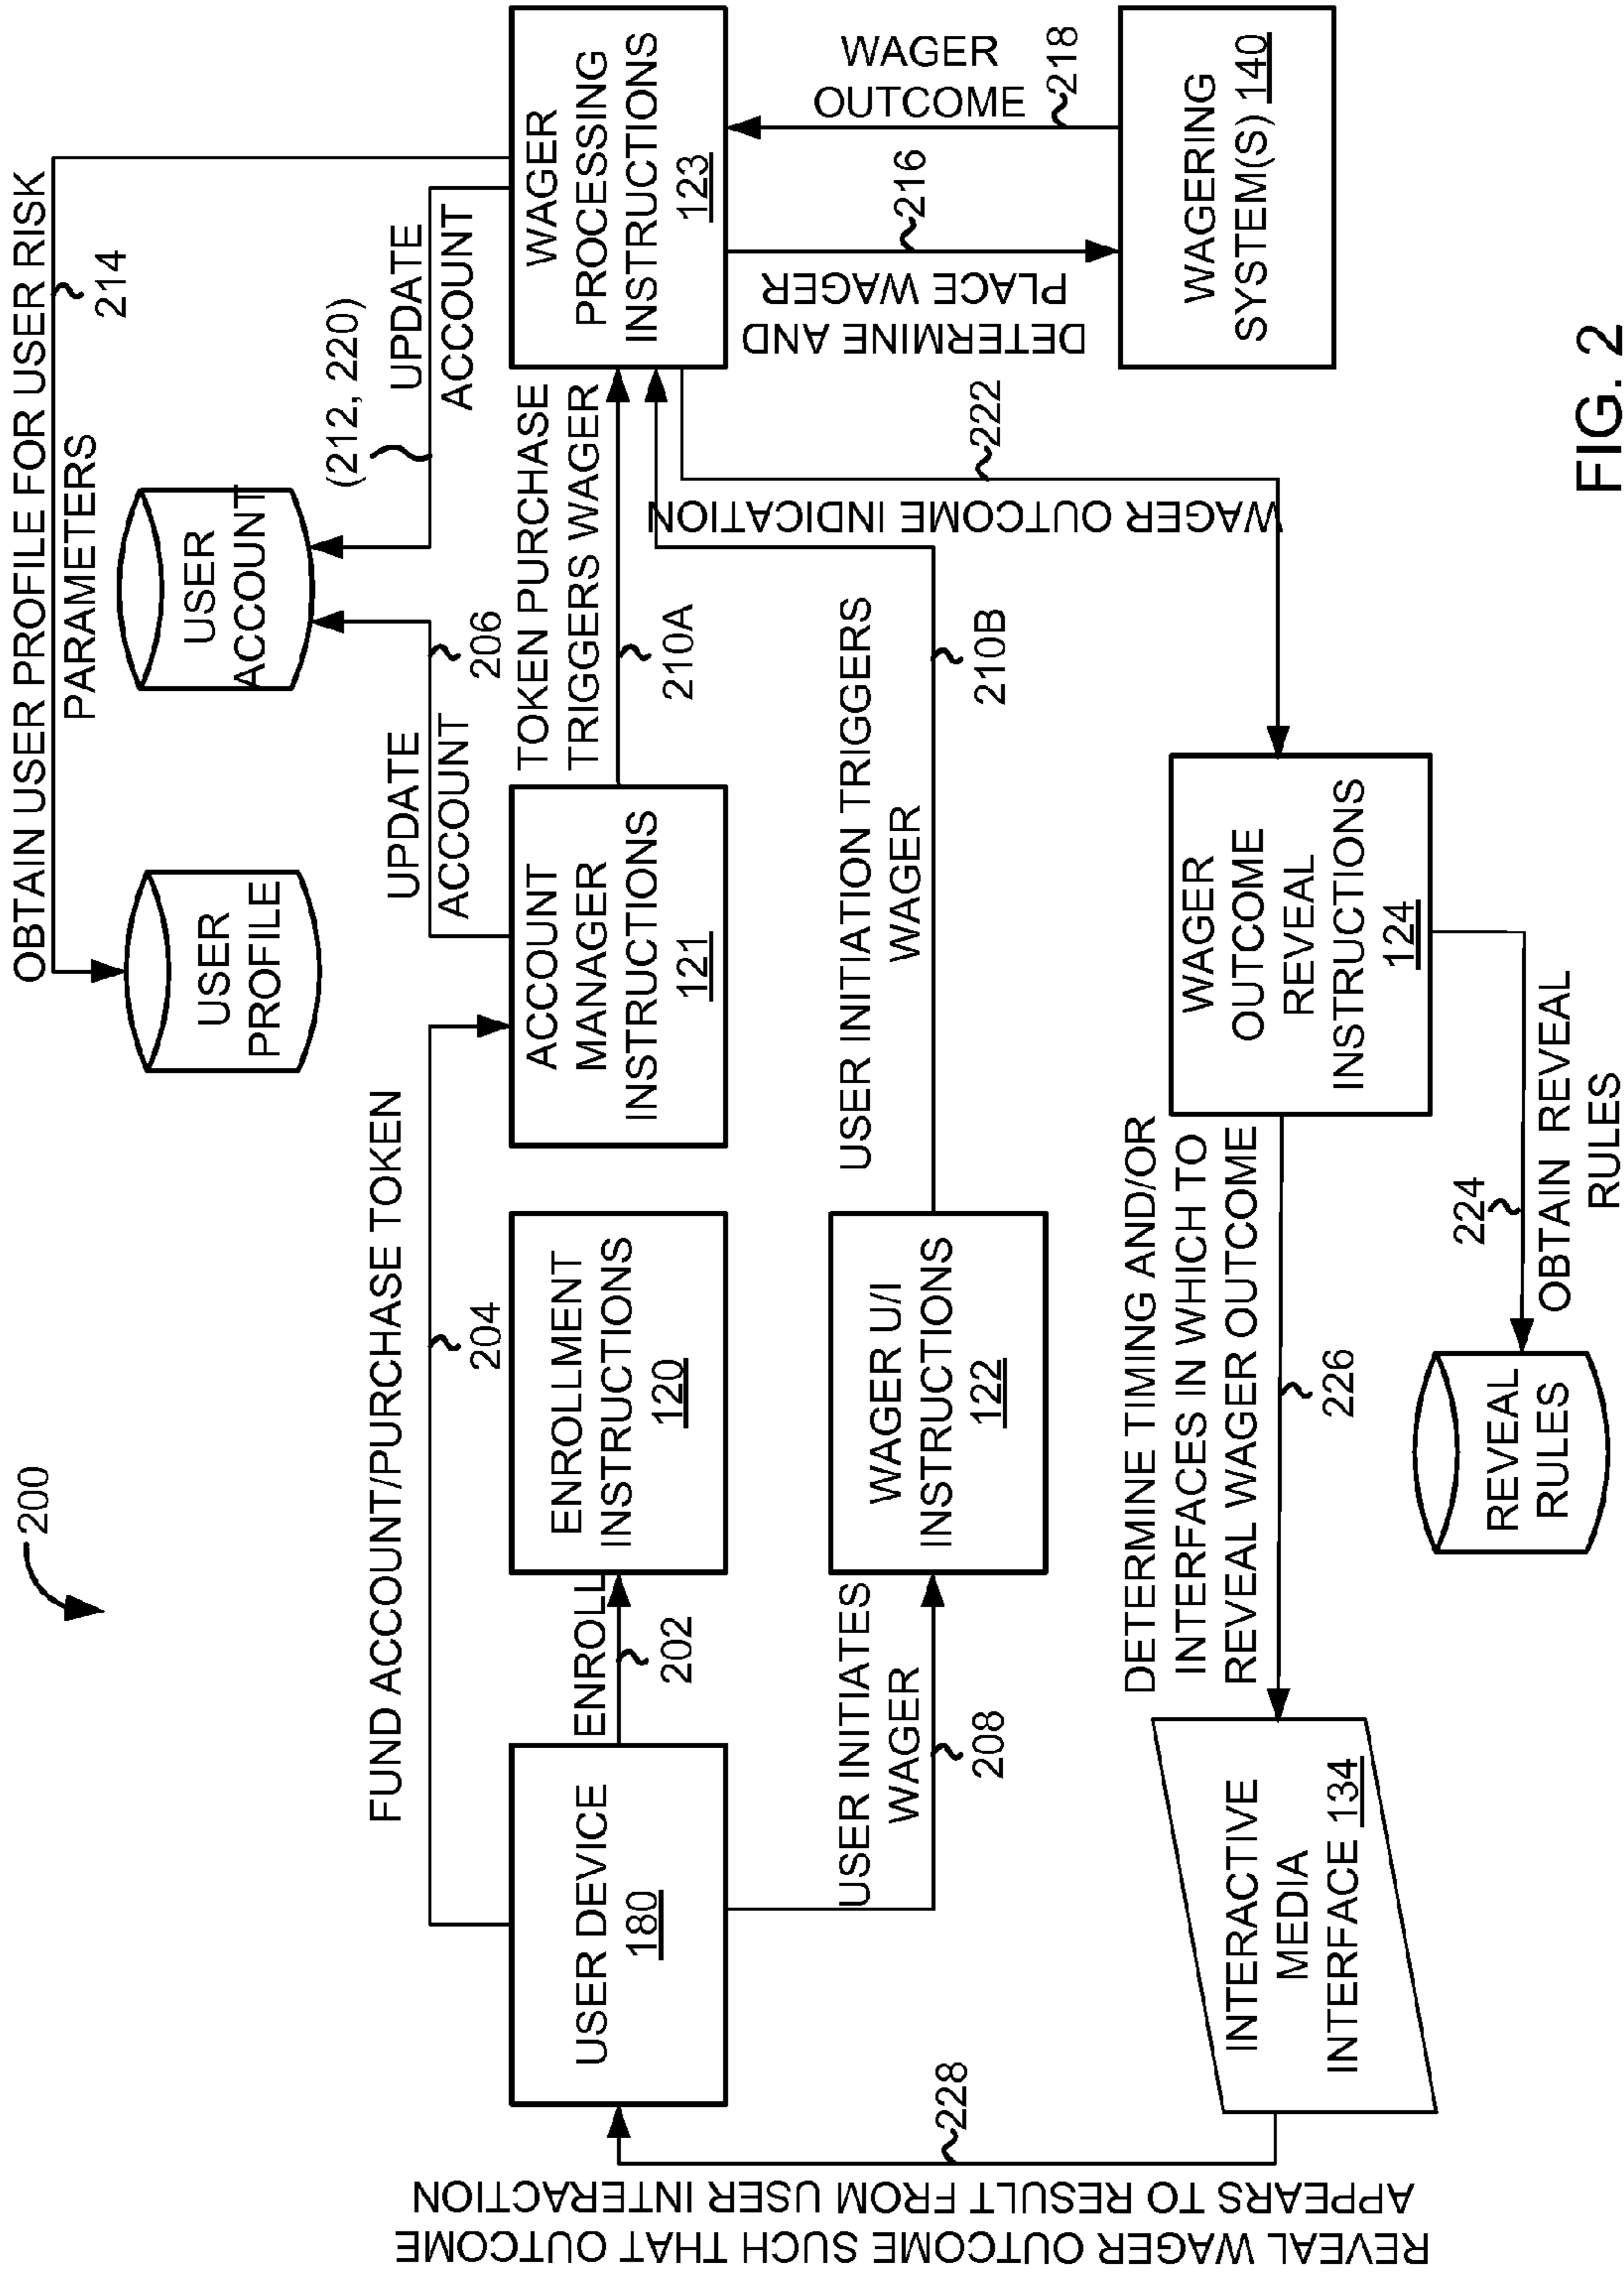 200
OBTAIN USER PROFILE FOR USER RISK
PARAMETERS
214
USER
PROFILE
USER
ACCOUNT
(212, 220)
UPDATE
ACCOUNT
UPDATE
ACCOUNT
206
FUND ACCOUNT/PURCHASE TOKEN
204
USER DEVICE
180
ENROLL
202
ENROLLMENT
INSTRUCTIONS
120
ACCOUNT
MANAGER
INSTRUCTIONS
121
TOKEN PURCHASE
TRIGGERS WAGER
210A
WAGER
PROCESSING
INSTRUCTIONS
123
USER INITIATES
WAGER
208
WAGER U/I
INSTRUCTIONS
122
USER INITIATION TRIGGERS
WAGER
210B
WAGER OUTCOME INDICATION
222
DETERMINE AND
PLACE WAGER
216
WAGER
OUTCOME
218
WAGERING
SYSTEM(S) 140
REVEAL WAGER OUTCOME SUCH THAT OUTCOME
APPEARS TO RESULT FROM USER INTERACTION
228
INTERACTIVE
MEDIA
INTERFACE 134
DETERMINE TIMING AND/OR
INTERFACES IN WHICH TO
REVEAL WAGER OUTCOME
226
WAGER
OUTCOME
REVEAL
INSTRUCTIONS
124
REVEAL
RULES
224
OBTAIN REVEAL
RULES
FIG. 2